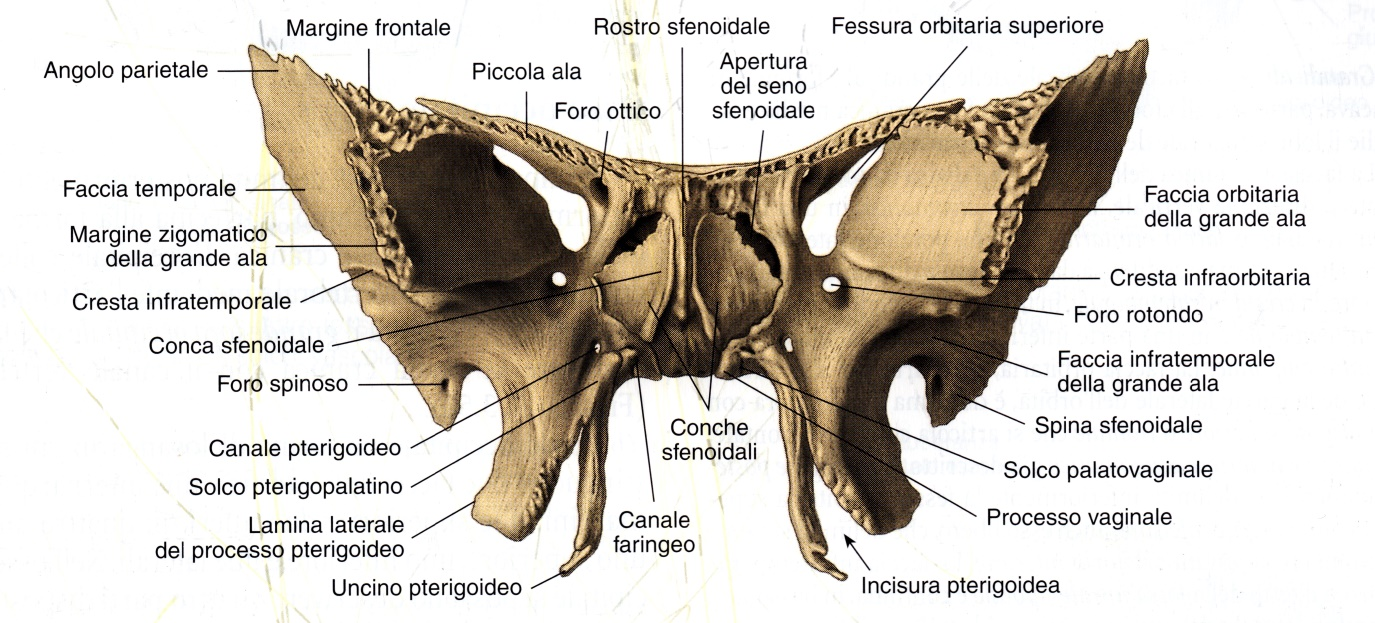 Margine frontale
Rostro sfenoidale
Fessura orbitaria superiore
Angolo parietale
Piccola ala
Apertura
del seno
sfenoidale
Foro ottico
Faccia temporale
Faccia orbitaria
della grande ala
Margine zigomatico
della grande ala
Cresta infraorbitaria
Cresta infratemporale
Foro rotondo
Conca sfenoidale
Faccia infratemporale
della grande ala
Foro spinoso
Spina sfenoidale
Conche
sfenoidali
Canale pterigoideo
Solco palatovaginale
Solco pterigopalatino
Processo vaginale
Lamina laterale
del processo pterigoideo
Canale
faringeo
Uncino pterigoideo
Incisura pterigoidea